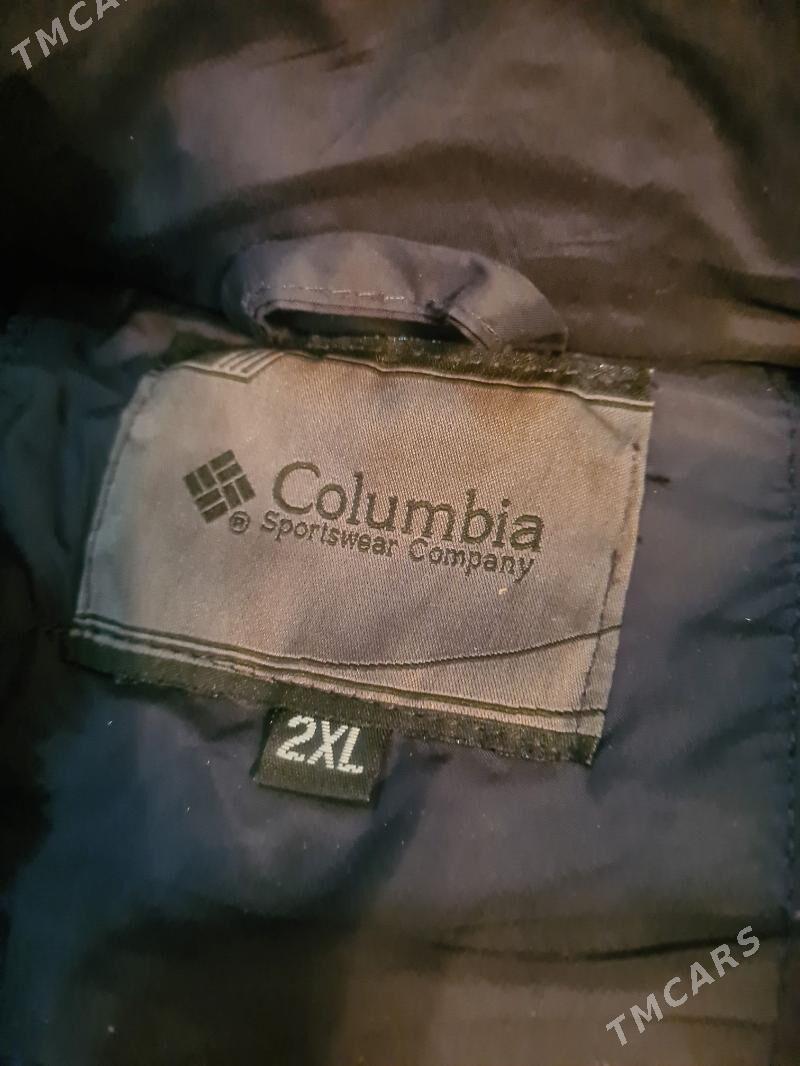 TMCARS
Columbia
® Sportswear Company
2XL
TMCARS